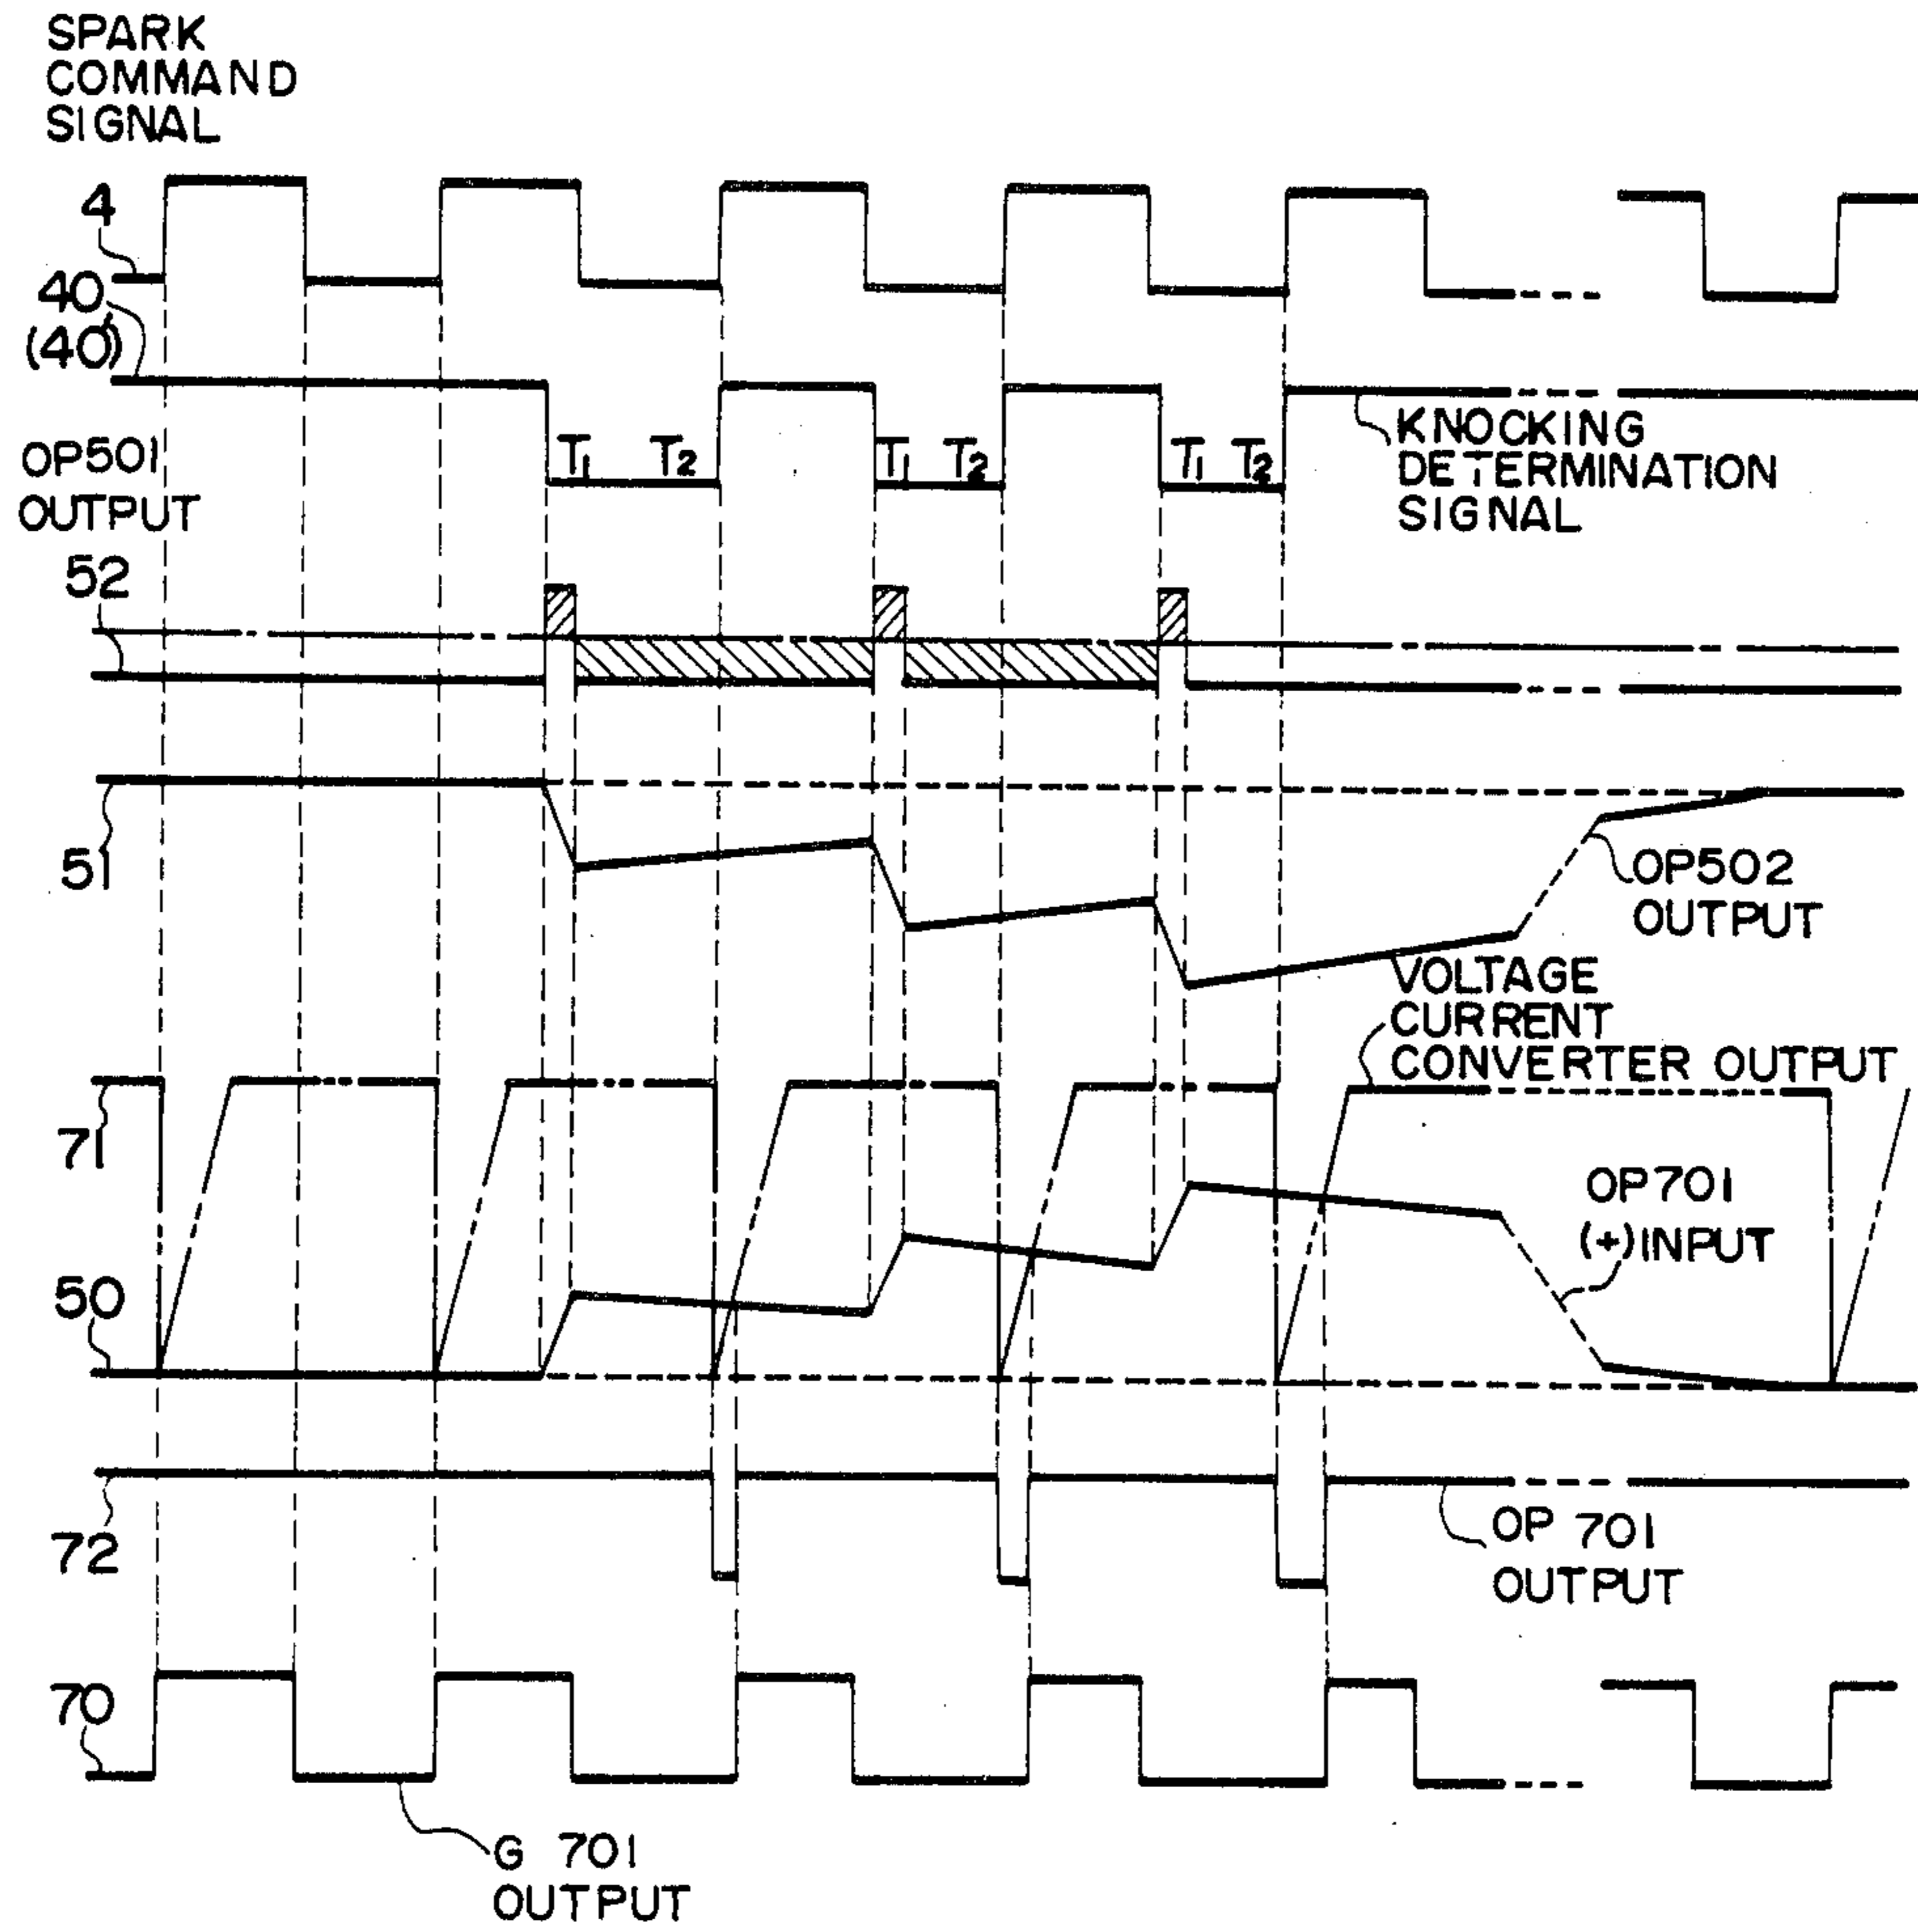 SPARK
COMMAND
SIGNAL
4
40
(40)
T1 T2
T1 T2
T1 T2
KNOCKING
DETERMINATION
SIGNAL
OP501
OUTPUT
52
51
OP502
OUTPUT
VOLTAGE
CURRENT
CONVERTER OUTPUT
71
OP701
(+)INPUT
50
72
OP 701
OUTPUT
70
G 701
OUTPUT